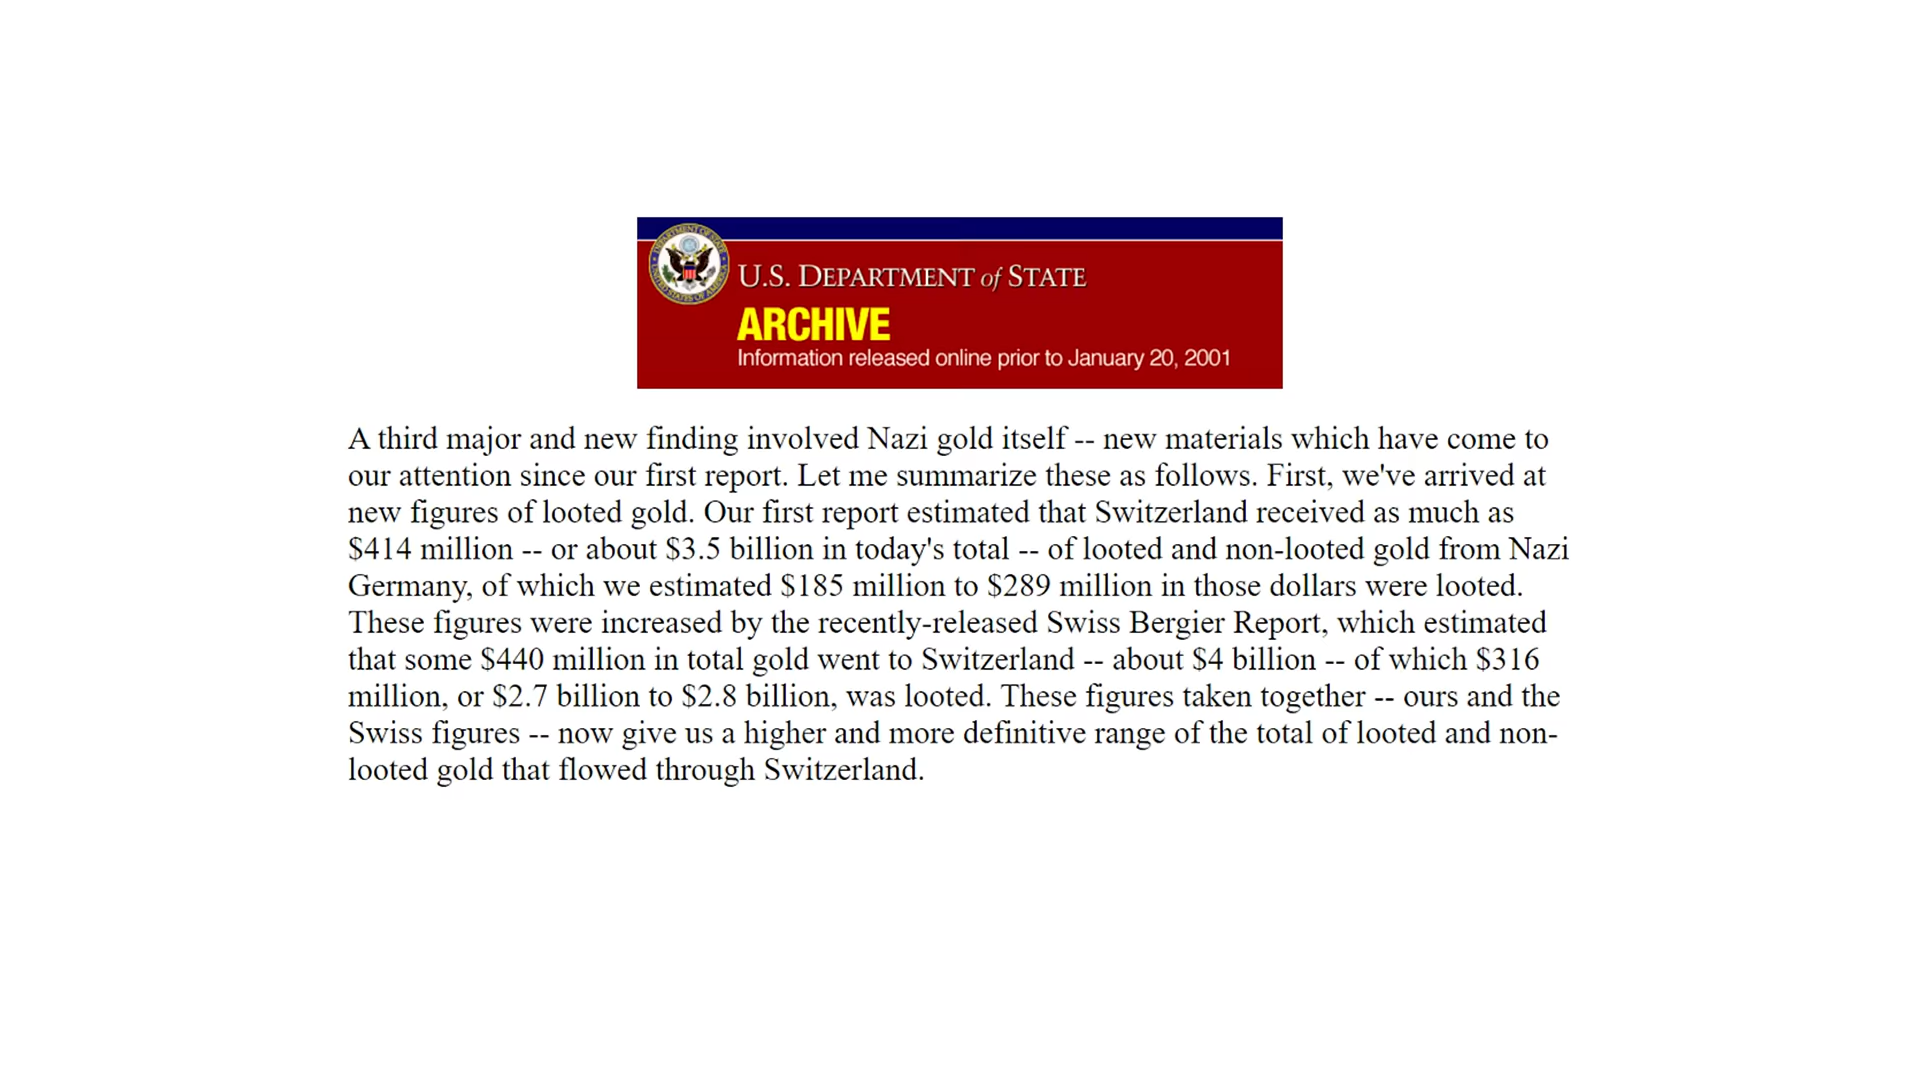 U.S. DEPARTMENT of STATE
ARCHIVE
Information released online prior to January 20, 2001
A third major and new finding involved Nazi gold itself -- new materials which have come to
our attention since our first report. Let me summarize these as follows. First, we've arrived at
new figures of looted gold. Our first report estimated that Switzerland received as much as
$414 million -- or about $3.5 billion in today's total -- of looted and non-looted gold from Nazi
Germany, of which we estimated $185 million to $289 million in those dollars were looted.
These figures were increased by the recently-released Swiss Bergier Report, which estimated
that some $440 million in total gold went to Switzerland -- about $4 billion -- of which $316
million, or $2.7 billion to $2.8 billion, was looted. These figures taken together -- ours and the
Swiss figures -- now give us a higher and more definitive range of the total of looted and non-
looted gold that flowed through Switzerland.